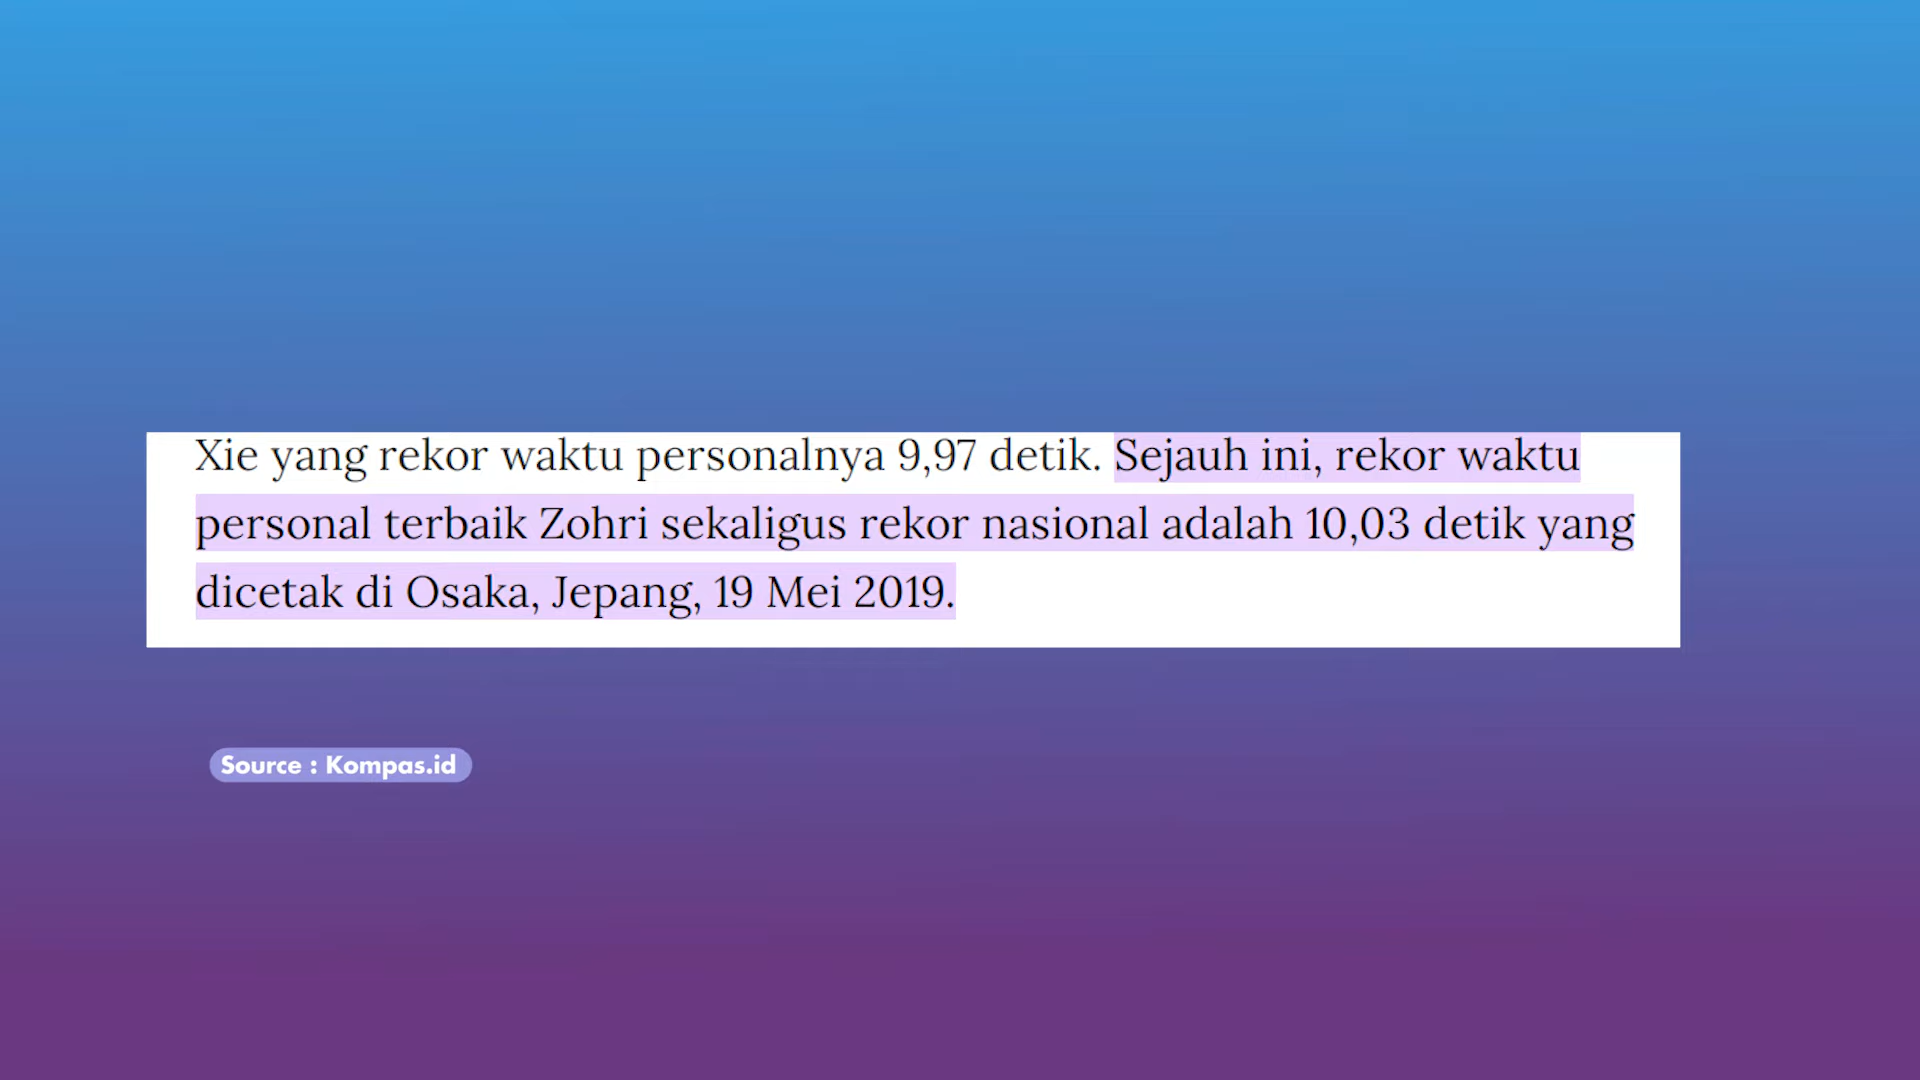 Xie yang rekor waktu personalnya 9,97 detik. Sejauh ini, rekor waktu
personal terbaik Zohri sekaligus rekor nasional adalah 10,03 detik yang
dicetak di Osaka, Jepang, 19 Mei 2019.
Source : Kompas.id